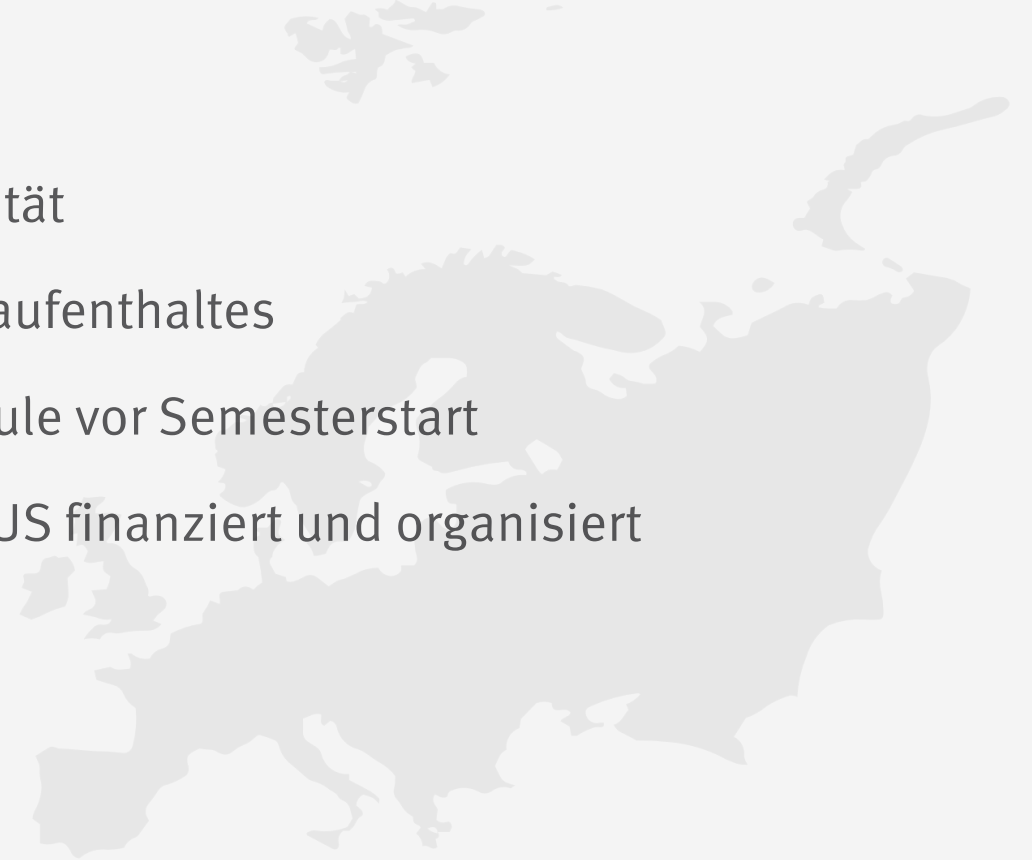 tät
aufenthaltes
ule vor Semesterstart
US finanziert und organisiert